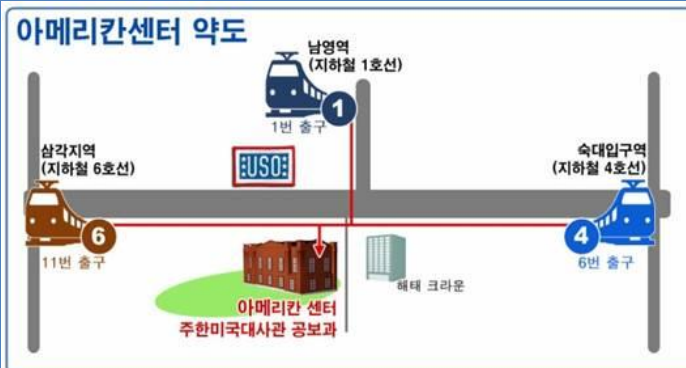 아메리칸센터 약도
남영역
(지하철 1호선)
1
1번 출구
삼각지역
(지하철 6호선)
USO
숙대입구역
(지하철 4호선)
6
11번 출구
4
6번 출구
해태 크라운
아메리칸 센터
주한미국대사관 공보과